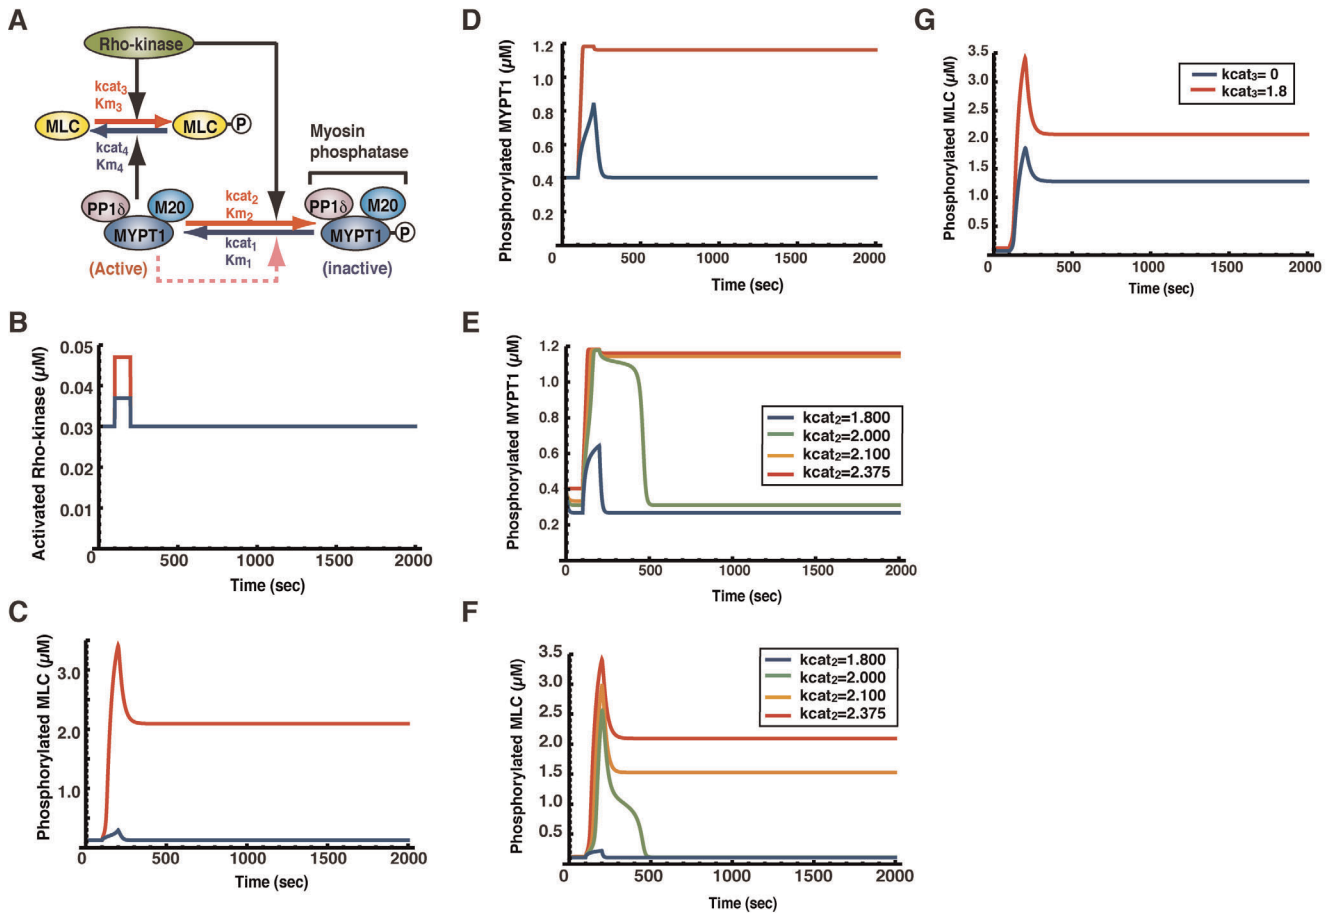 A
Rho-kinase
kcat3
Km3
MLC
MLC
P
kcat4
Km4
Myosin
phosphatase
PP1δ
M20
MYPT1
kcat2
Km2
kcat1
Km1
PP1δ
M20
MYPT1
P
(Active)
(inactive)
B
Activated Rho-kinase (µM)
0.05
0.04
0.03
0.02
0.01
0
500
1000
1500
2000
Time (sec)
C
Phosphorylated MLC (µM)
3.0
2.0
1.0
0
500
1000
1500
2000
Time (sec)
D
Phosphorylated MYPT1 (µM)
1.2
1.0
0.8
0.6
0.4
0.2
0
500
1000
1500
2000
Time (sec)
E
Phosphorylated MYPT1 (µM)
1.2
1.0
0.8
0.6
0.4
0.2
kcat2=1.800
kcat2=2.000
kcat2=2.100
kcat2=2.375
0
500
1000
1500
2000
Time (sec)
F
Phosphorylated MLC (µM)
3.5
3.0
2.5
2.0
1.5
1.0
0.5
kcat2=1.800
kcat2=2.000
kcat2=2.100
kcat2=2.375
0
500
1000
1500
2000
Time (sec)
G
Phosphorylated MLC (µM)
3.5
3.0
2.5
2.0
1.5
1.0
0.5
kcat3= 0
kcat3=1.8
0
500
1000
1500
2000
Time (sec)